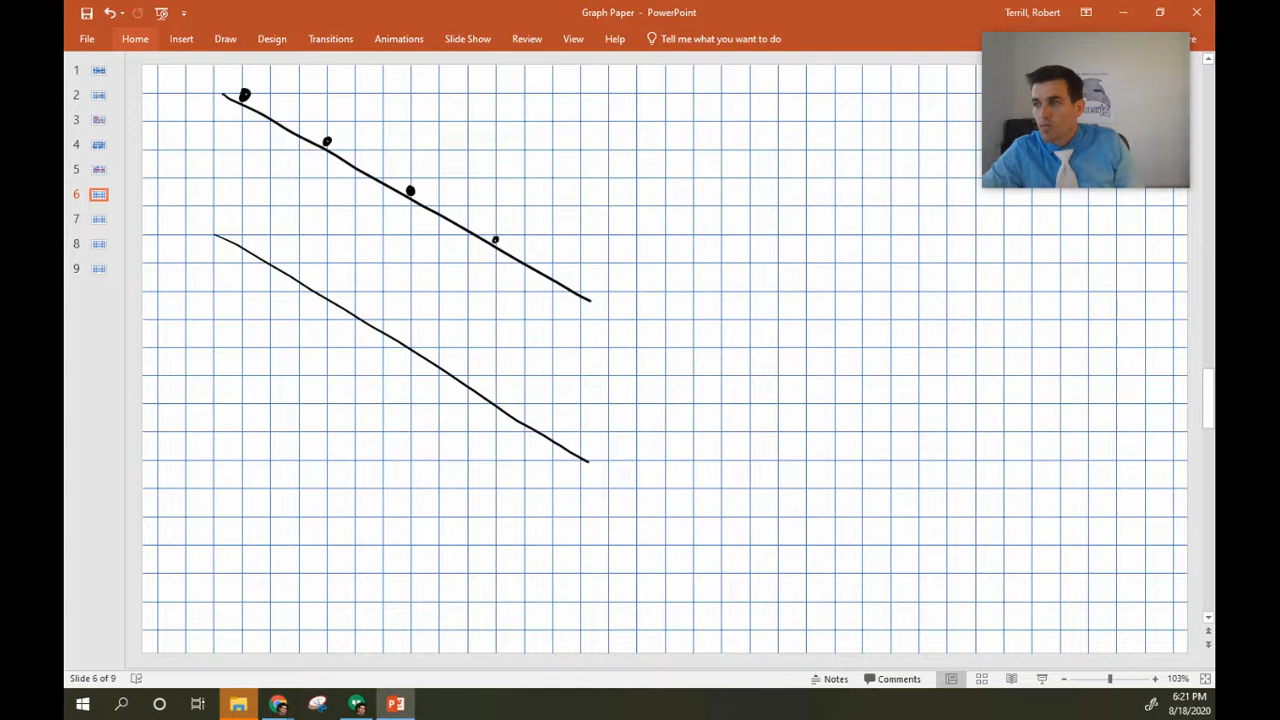 Graph Paper - PowerPoint
Terrill, Robert
File Home Insert Draw Design Transitions Animations Slide Show Review View Help Tell me what you want to do
1
2
3
4
5
6
7
8
9
Slide 6 of 9
Notes Comments 103%
6:21 PM
8/18/2020